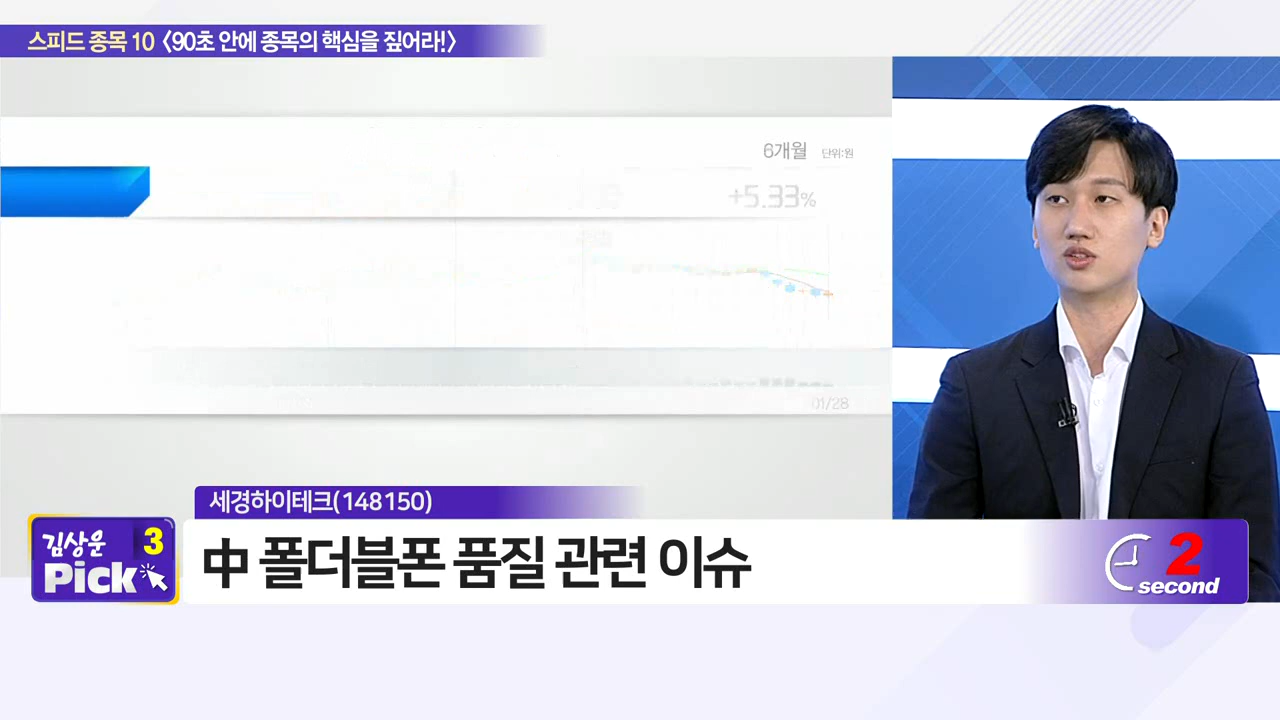 스피드 종목 10 〈90초 안에 종목의 핵심을 짚어라!〉
6개월 단위:원
+5.33%
01/28
세경하이테크(148150)
김상운 3
Pick
中 폴더블폰 품질 관련 이슈
2
second